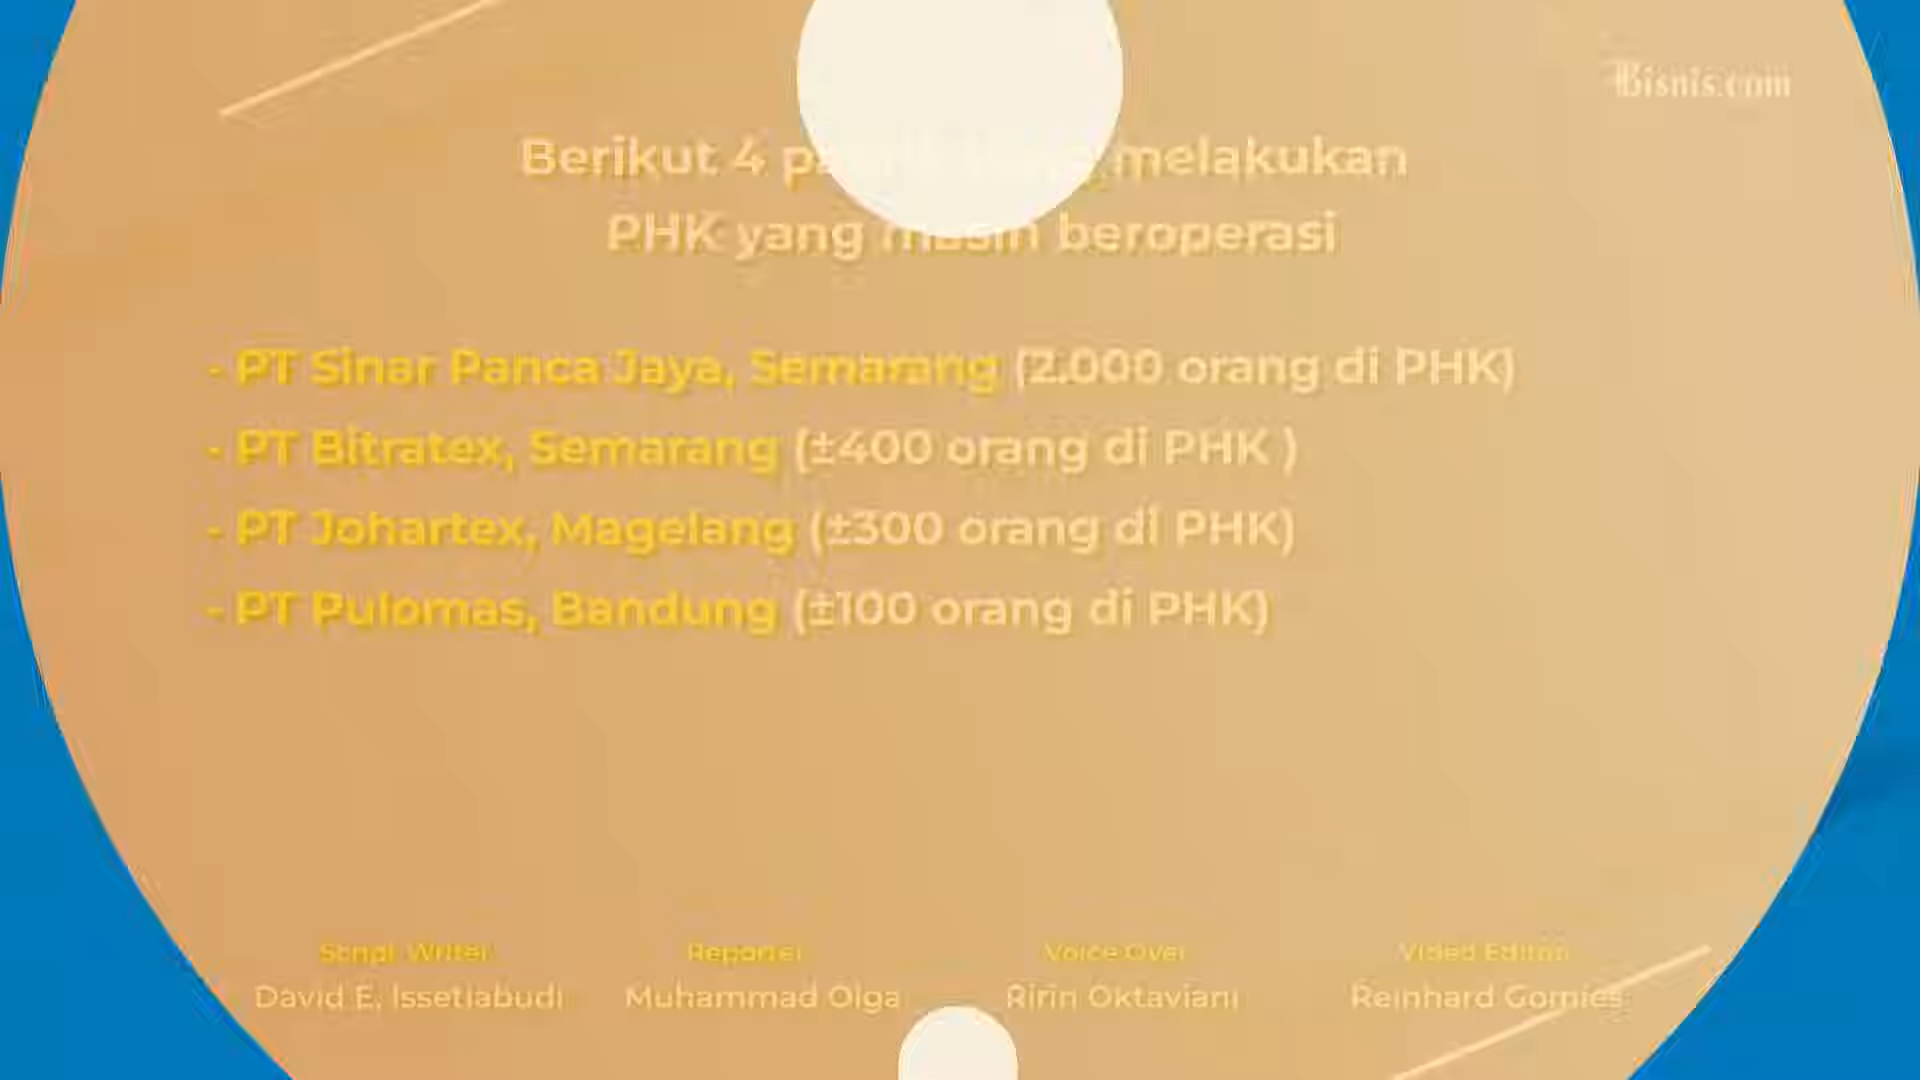 Bisnis.com
Berikut 4 melakukan
PHK yang masih beroperasi
- PT Sinar Panca Jaya, Semarang (2.000 orang di PHK)
- PT Bitratex, Semarang (±400 orang di PHK )
- PT Johartex, Magelang (±300 orang di PHK)
- PT Pulomas, Bandung (±100 orang di PHK)
Script Writer Reporter Voice Over Video Editor
David E. Issetiabudi Muhammad Olga Ririn Oktaviani Reinhard Gomies